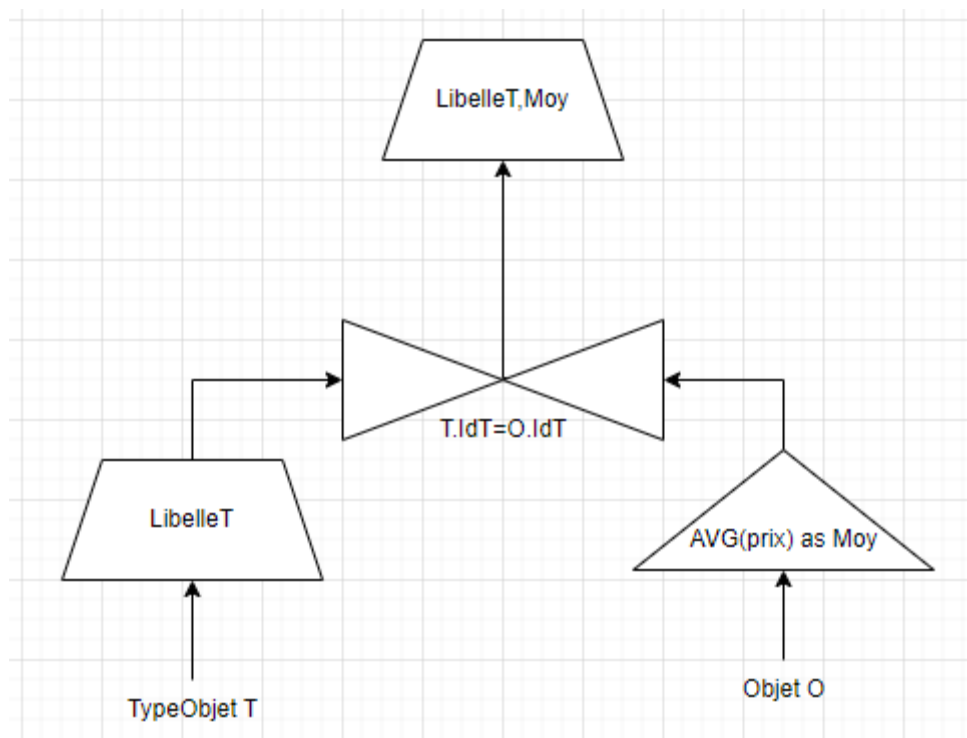 LibelleT,Moy
T.IdT=O.IdT
LibelleT
AVG(prix) as Moy
TypeObjet T
Objet O